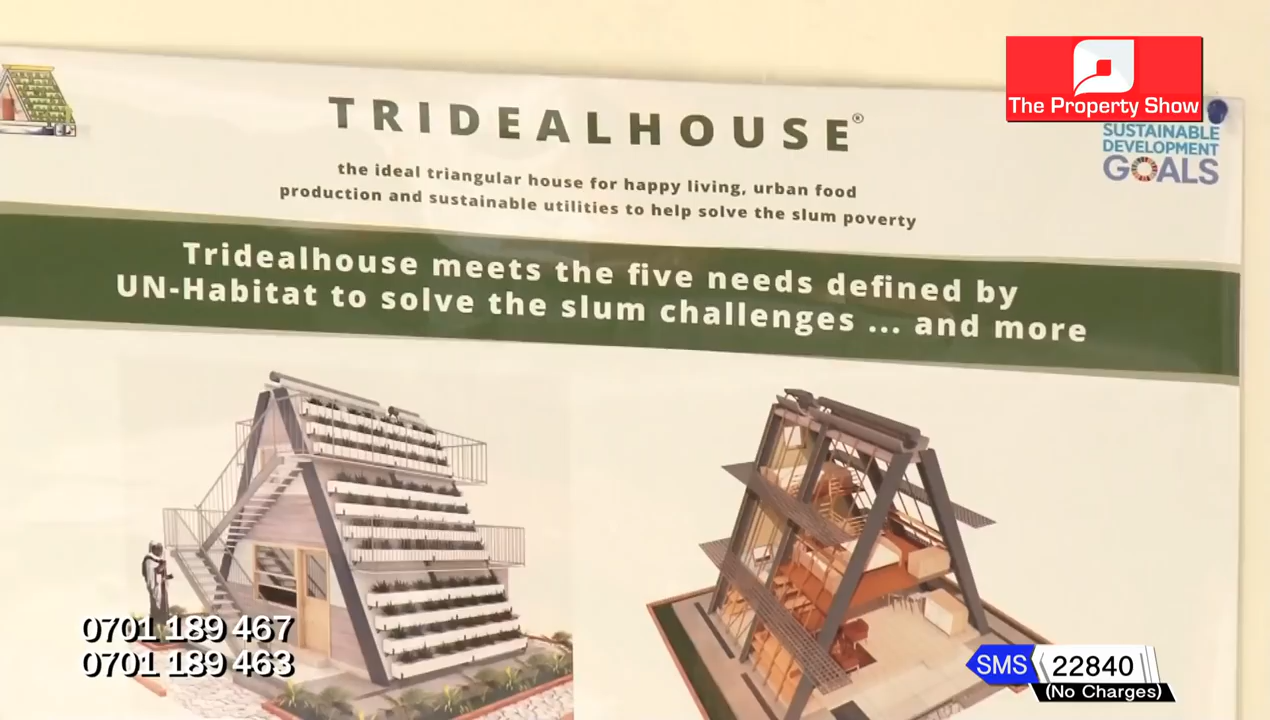 The Property Show
SUSTAINABLE
DEVELOPMENT
GOALS
TRIDEALHOUSE®
the ideal triangular house for happy living, urban food
production and sustainable utilities to help solve the slum poverty
Tridealhouse meets the five needs defined by
UN-Habitat to solve the slum challenges ... and more
0701 189 467
0701 189 463
SMS 22840
(No Charges)